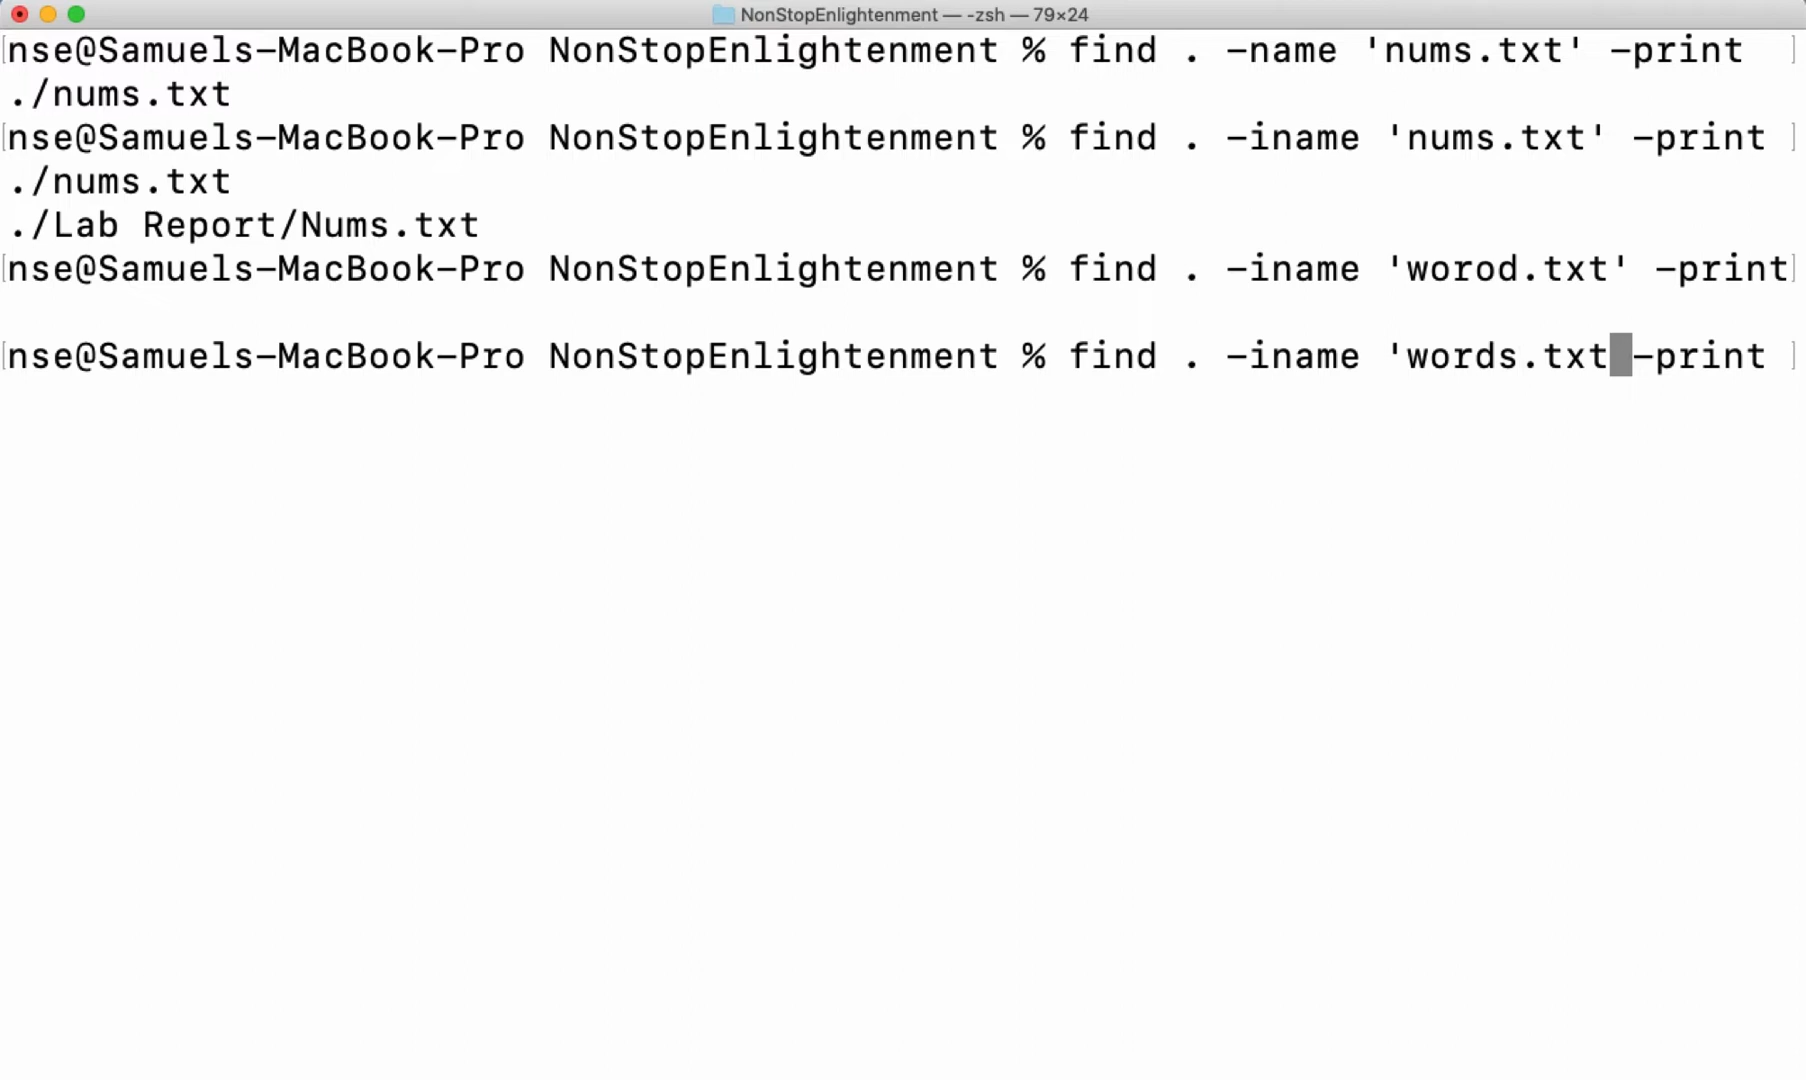 NonStopEnlightenment — -zsh — 79×24
nse@Samuels-MacBook-Pro NonStopEnlightenment % find . -name 'nums.txt' -print
./nums.txt
nse@Samuels-MacBook-Pro NonStopEnlightenment % find . -iname 'nums.txt' -print
./nums.txt
./Lab Report/Nums.txt
nse@Samuels-MacBook-Pro NonStopEnlightenment % find . -iname 'worod.txt' -print
nse@Samuels-MacBook-Pro NonStopEnlightenment % find . -iname 'words.txt -print